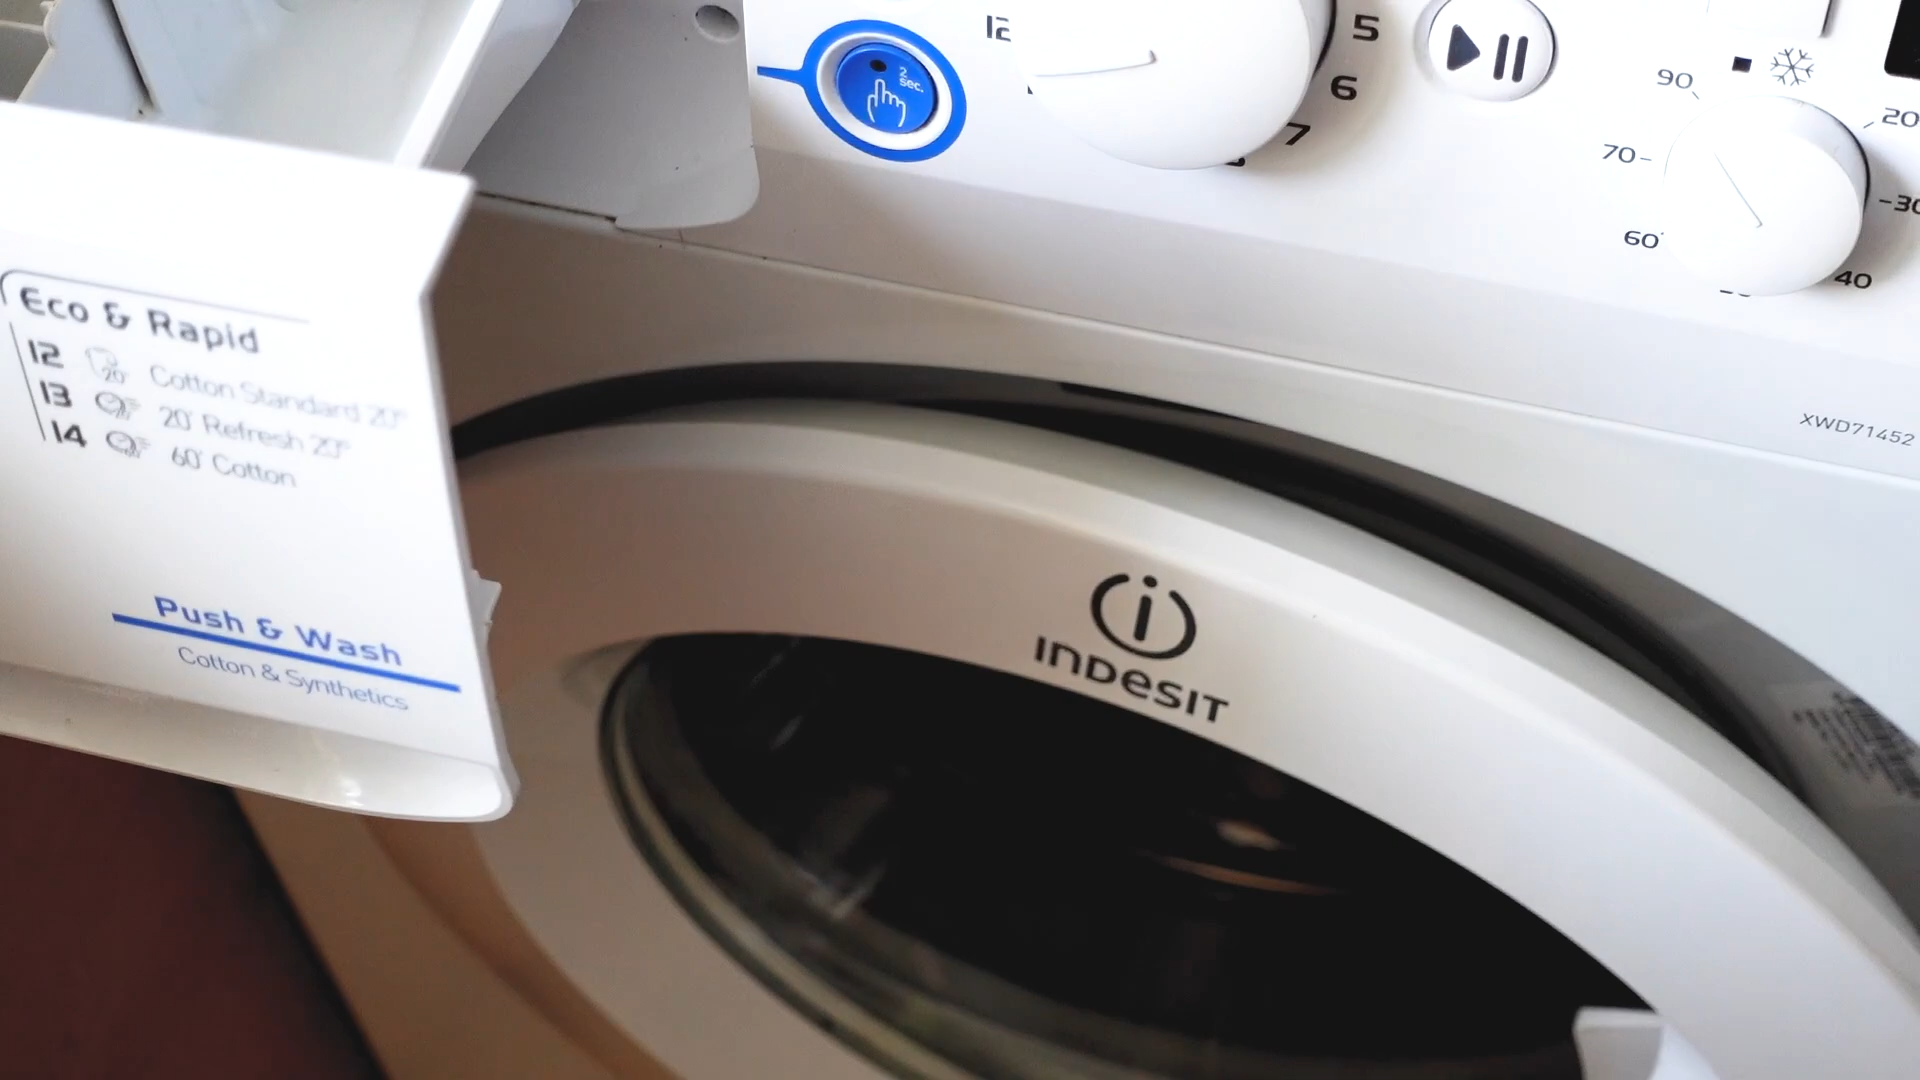 12
2 sec.
5
6
7
90
20
70
30
60°
40
Eco & Rapid
12 20° Cotton Standard 20°
13 20' Refresh 20°
14 60' Cotton
XWD71452
Push & Wash
Cotton & Synthetics
INDESIT